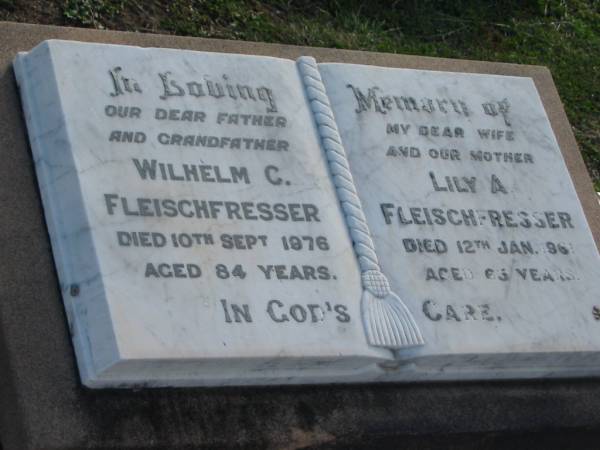 In Loving
OUR DEAR FATHER
AND GRANDFATHER
WILHELM C.
FLEISCHFRESSER
DIED 10TH SEPT 1976
AGED 84 YEARS.
Memory of
MY DEAR WIFE
AND OUR MOTHER
LILY A
FLEISCHFRESSER
DIED 12TH JAN.
AGED YEARS.
IN GOD'S CARE.